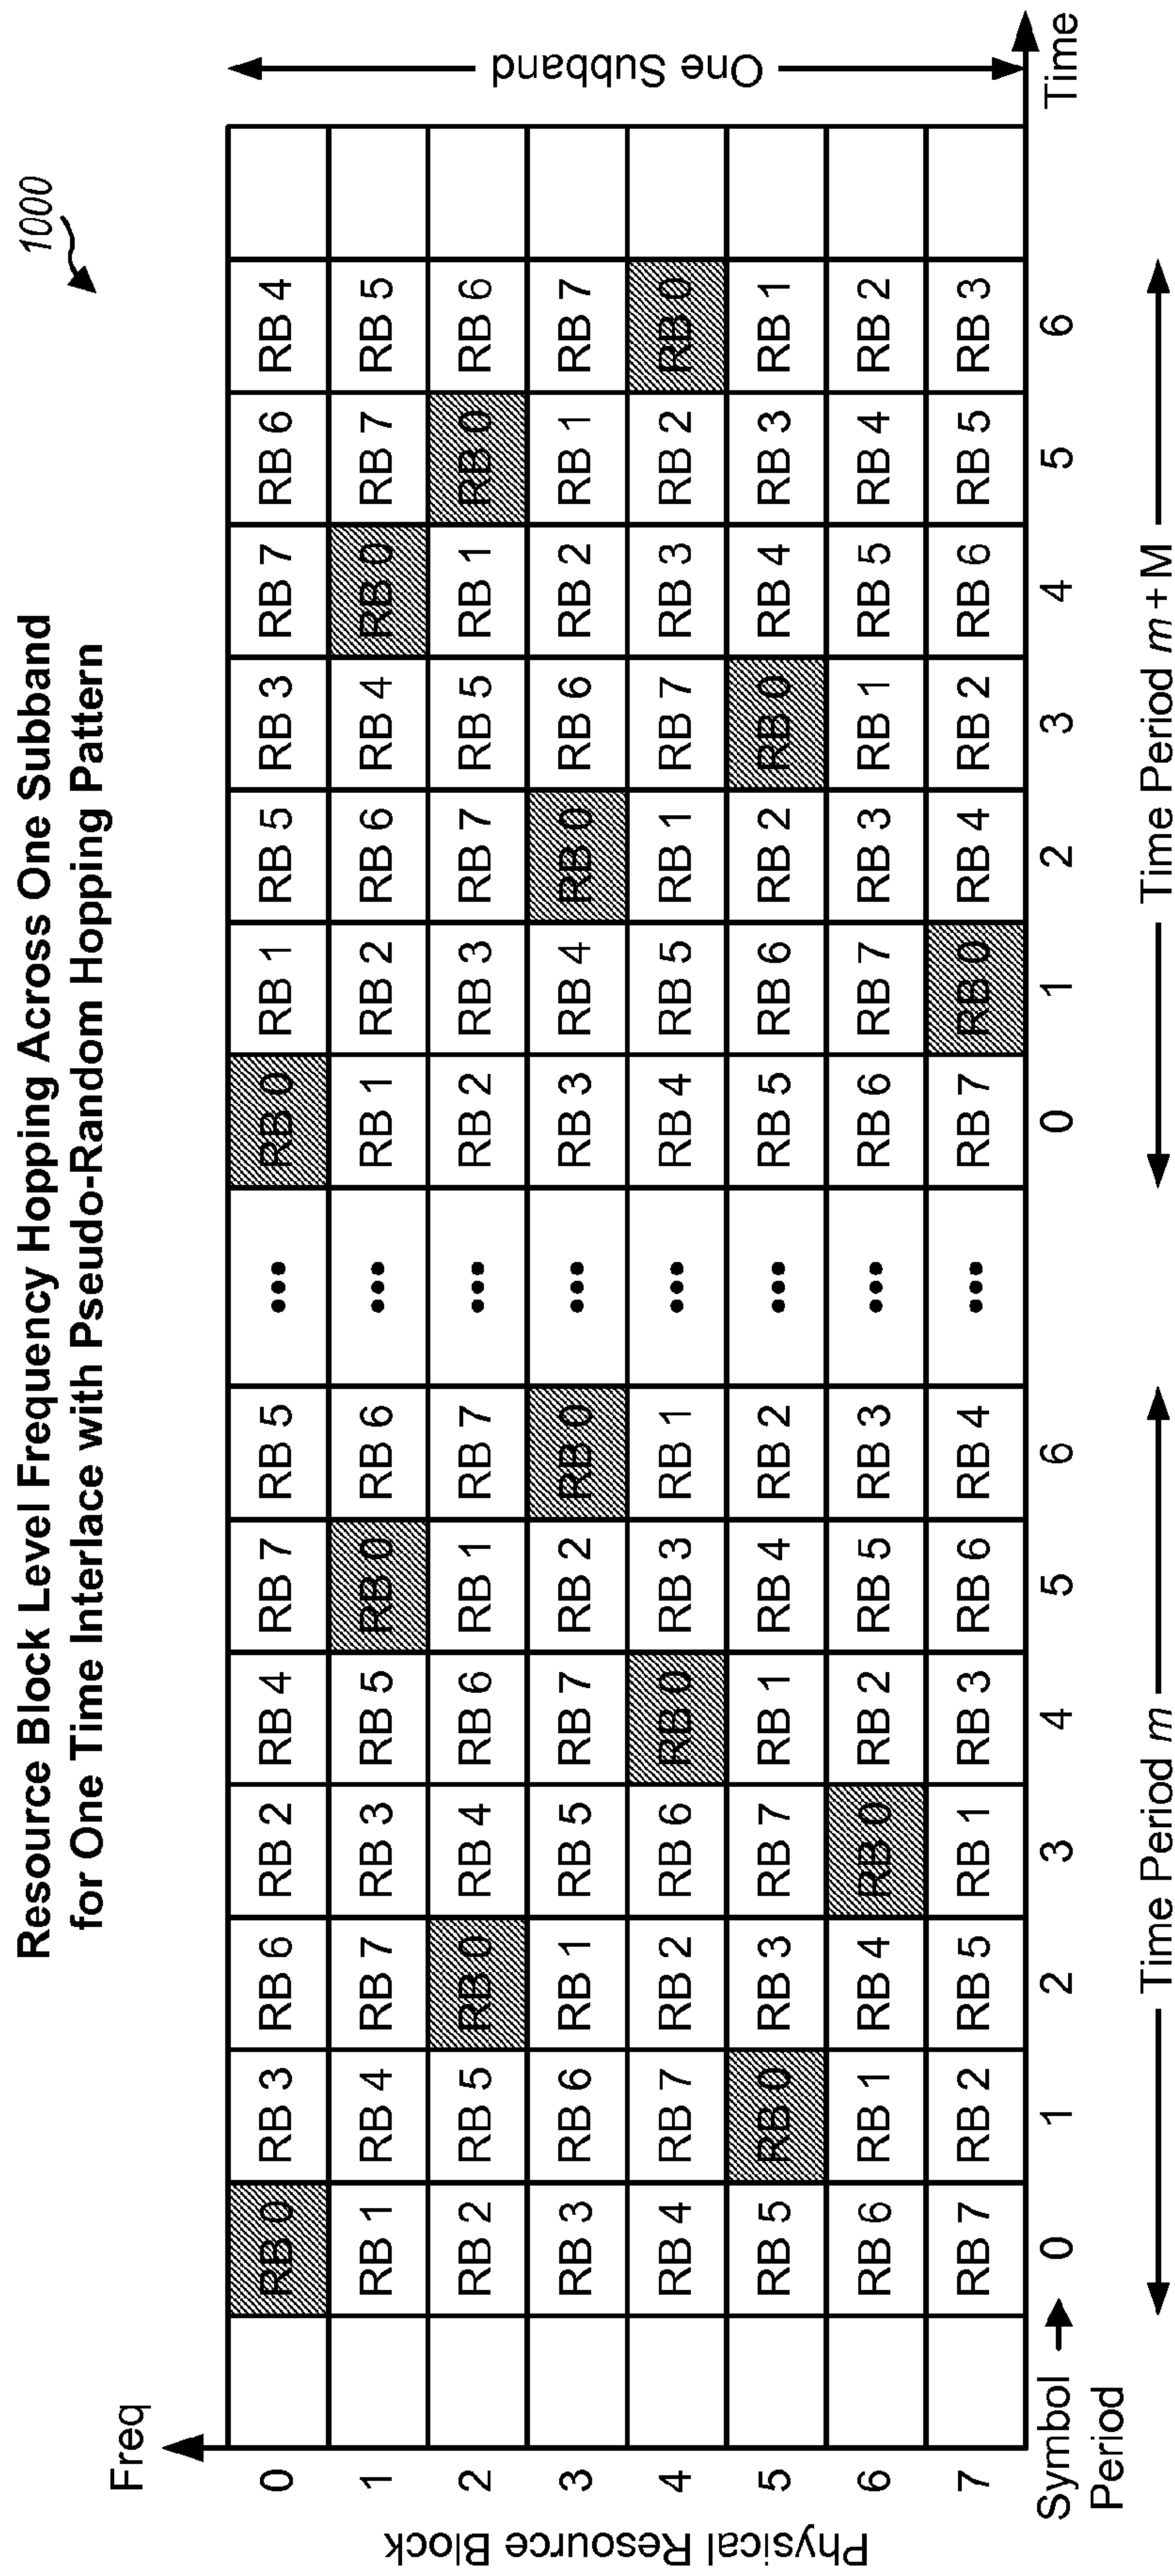 Resource Block Level Frequency Hopping Across One Subband
for One Time Interlace with Pseudo-Random Hopping Pattern
1000
Freq
One Subband
Physical Resource Block
0 RB 0 RB 3 RB 6 RB 2 RB 4 RB 7 RB 5 ••• RB 0 RB 1 RB 5 RB 3 RB 7 RB 6 RB 4
1 RB 1 RB 4 RB 7 RB 3 RB 5 RB 0 RB 6 ••• RB 1 RB 2 RB 6 RB 4 RB 0 RB 7 RB 5
2 RB 2 RB 5 RB 0 RB 4 RB 6 RB 1 RB 7 ••• RB 2 RB 3 RB 7 RB 5 RB 1 RB 0 RB 6
3 RB 3 RB 6 RB 1 RB 5 RB 7 RB 2 RB 0 ••• RB 3 RB 4 RB 0 RB 6 RB 2 RB 1 RB 7
4 RB 4 RB 7 RB 2 RB 6 RB 0 RB 3 RB 1 ••• RB 4 RB 5 RB 1 RB 7 RB 3 RB 2 RB 0
5 RB 5 RB 0 RB 3 RB 7 RB 1 RB 4 RB 2 ••• RB 5 RB 6 RB 2 RB 0 RB 4 RB 3 RB 1
6 RB 6 RB 1 RB 4 RB 0 RB 2 RB 5 RB 3 ••• RB 6 RB 7 RB 3 RB 1 RB 5 RB 4 RB 2
7 RB 7 RB 2 RB 5 RB 1 RB 3 RB 6 RB 4 ••• RB 7 RB 0 RB 4 RB 2 RB 6 RB 5 RB 3
Symbol 0 1 2 3 4 5 6 0 1 2 3 4 5 6 Time
Period
Time Period m Time Period m + M